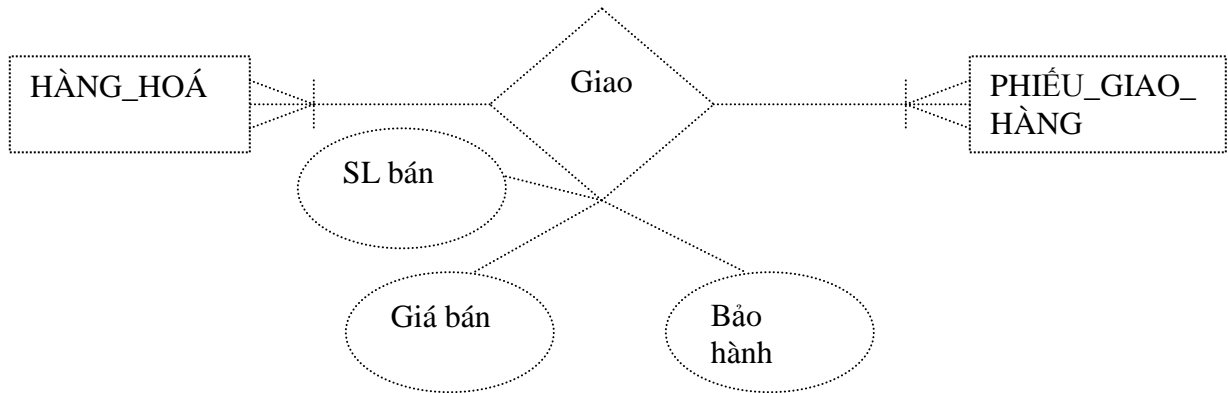 HÀNG_HOÁ
Giao
PHIẾU_GIAO_
HÀNG
SL bán
Giá bán
Bảo
hành